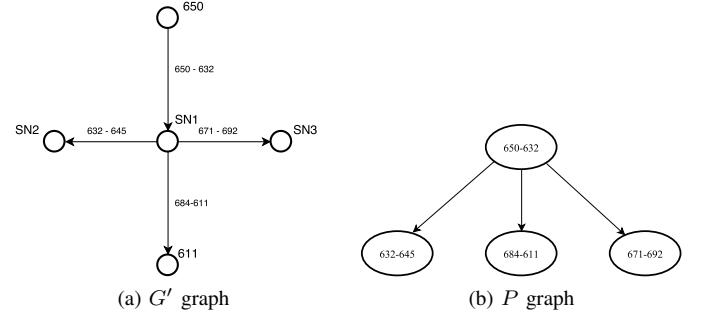 650
650 - 632
SN1
SN2
632 - 645
671 - 692
SN3
684-611
611
(a) G′ graph
650-632
632-645
684-611
671-692
(b) P graph